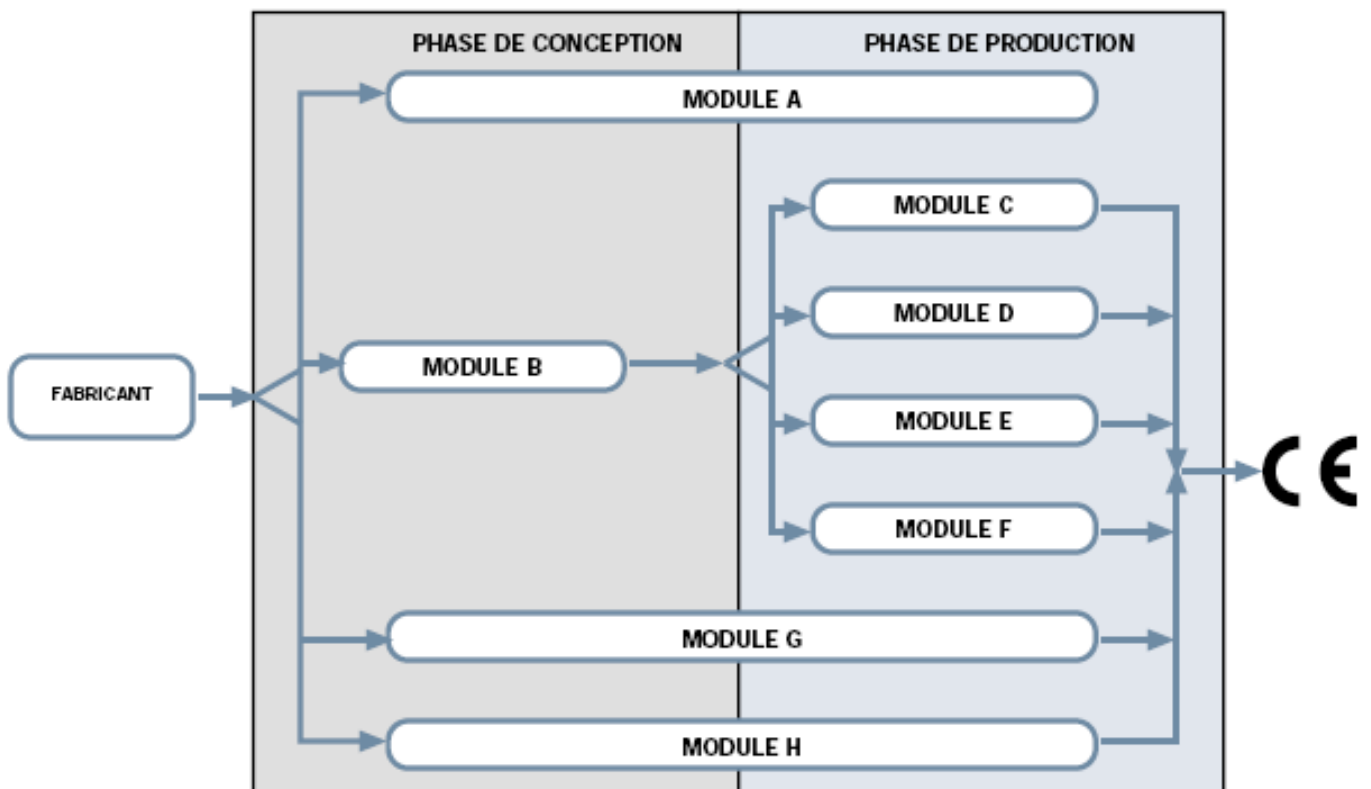 PHASE DE CONCEPTION
PHASE DE PRODUCTION
MODULE A
MODULE C
MODULE D
MODULE B
FABRICANT
MODULE E
CE
MODULE F
MODULE G
MODULE H